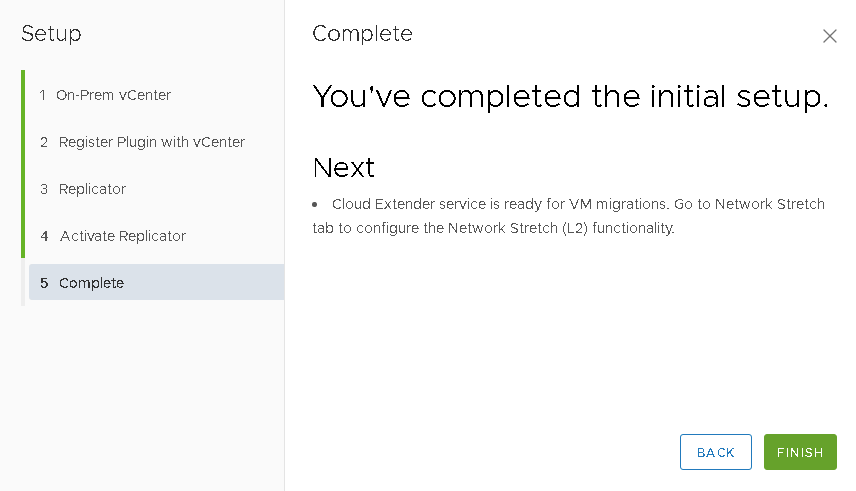 Setup
1 On-Prem vCenter
2 Register Plugin with vCenter
3 Replicator
4 Activate Replicator
5 Complete
Complete
You've completed the initial setup.
Next
• Cloud Extender service is ready for VM migrations. Go to Network Stretch
tab to configure the Network Stretch (L2) functionality.
BACK
FINISH